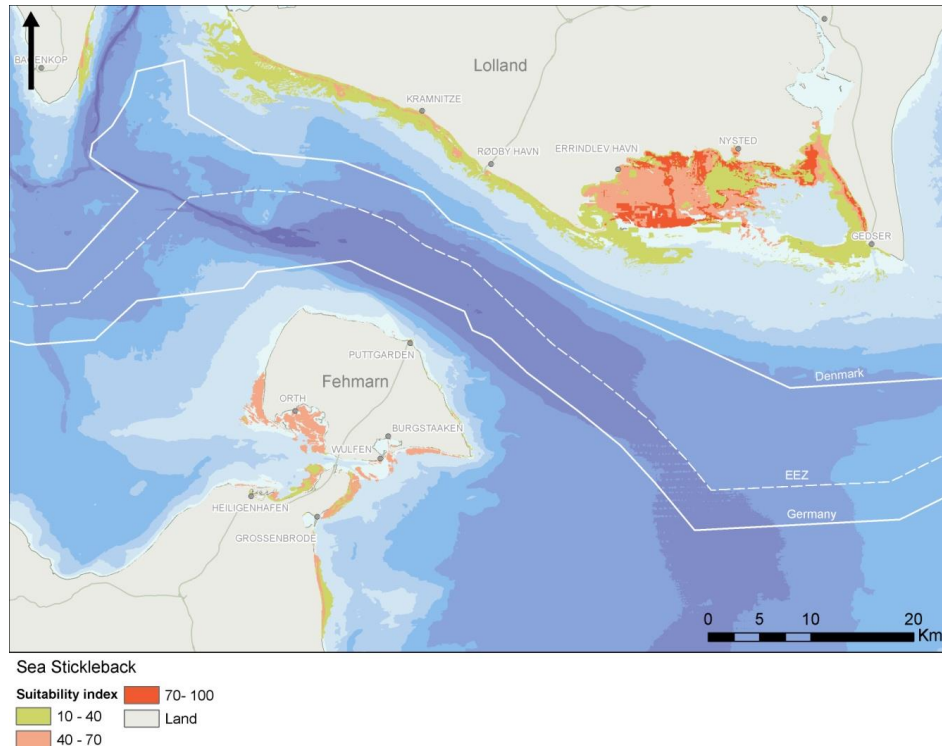 BAGENKOP
Lolland
KRAMNITZE
RØDBY HAVN
ERRINDLEV HAVN
NYSTED
GEDSER
PUTTGARDEN
Fehmarn
ORTH
BURGSTAAKEN
WULFEN
HEILIGENHAFEN
GROSSENBRODE
Denmark
EEZ
Germany
0 5 10 20
Km
Sea Stickleback
Suitability index
10 - 40
40 - 70
70- 100
Land